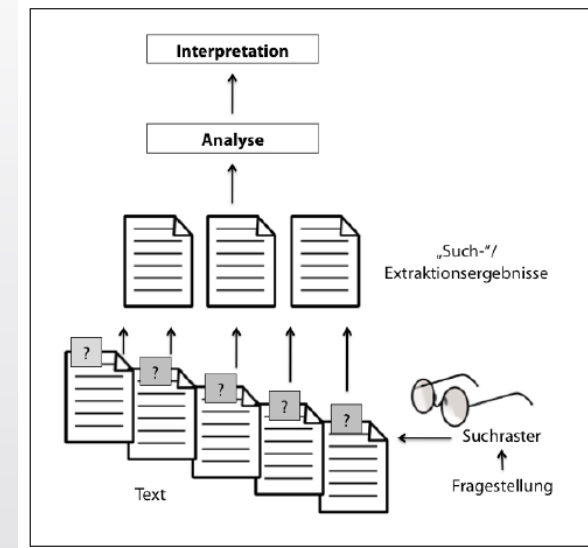 Interpretation
Analyse
„Such-“/
Extraktionsergebnisse
?
?
?
?
?
Suchraster
Fragestellung
Text